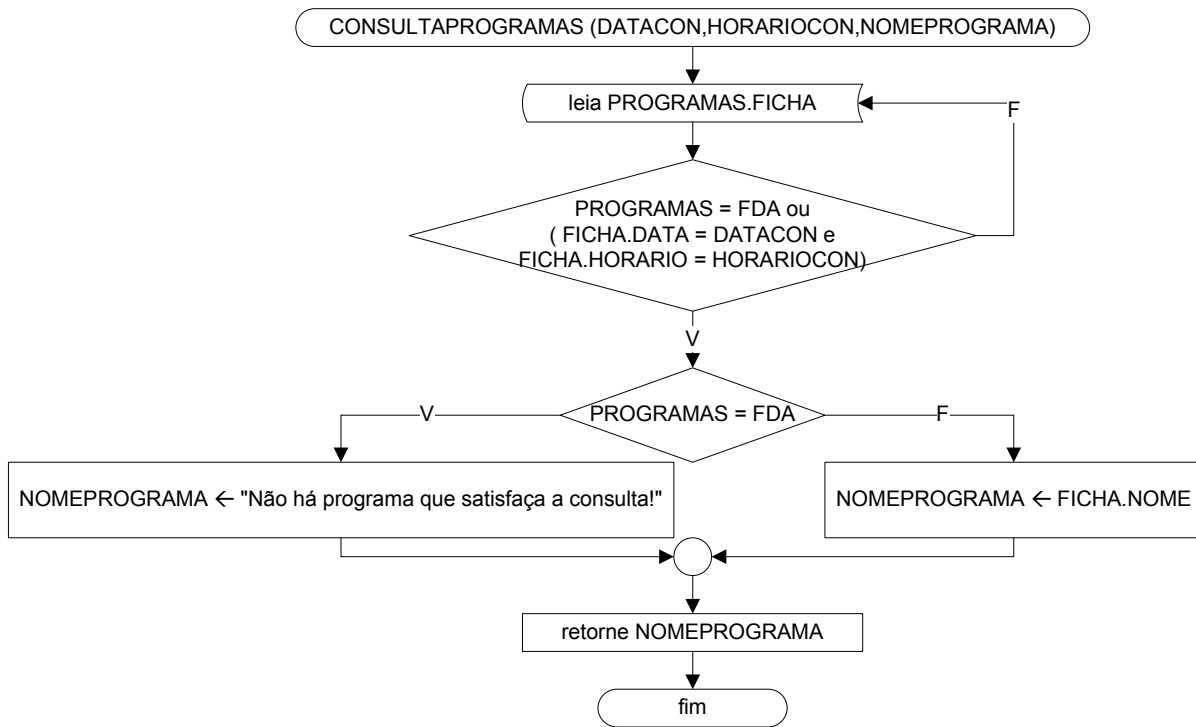 CONSULTAPROGRAMAS (DATACON,HORARIOCON,NOMEPROGRAMA)
leia PROGRAMAS.FICHA
F
PROGRAMAS = FDA ou
( FICHA.DATA = DATACON e
FICHA.HORARIO = HORARIOCON)
V
PROGRAMAS = FDA
V
F
NOMEPROGRAMA ← "Não há programa que satisfaça a consulta!"
NOMEPROGRAMA ← FICHA.NOME
retorne NOMEPROGRAMA
fim